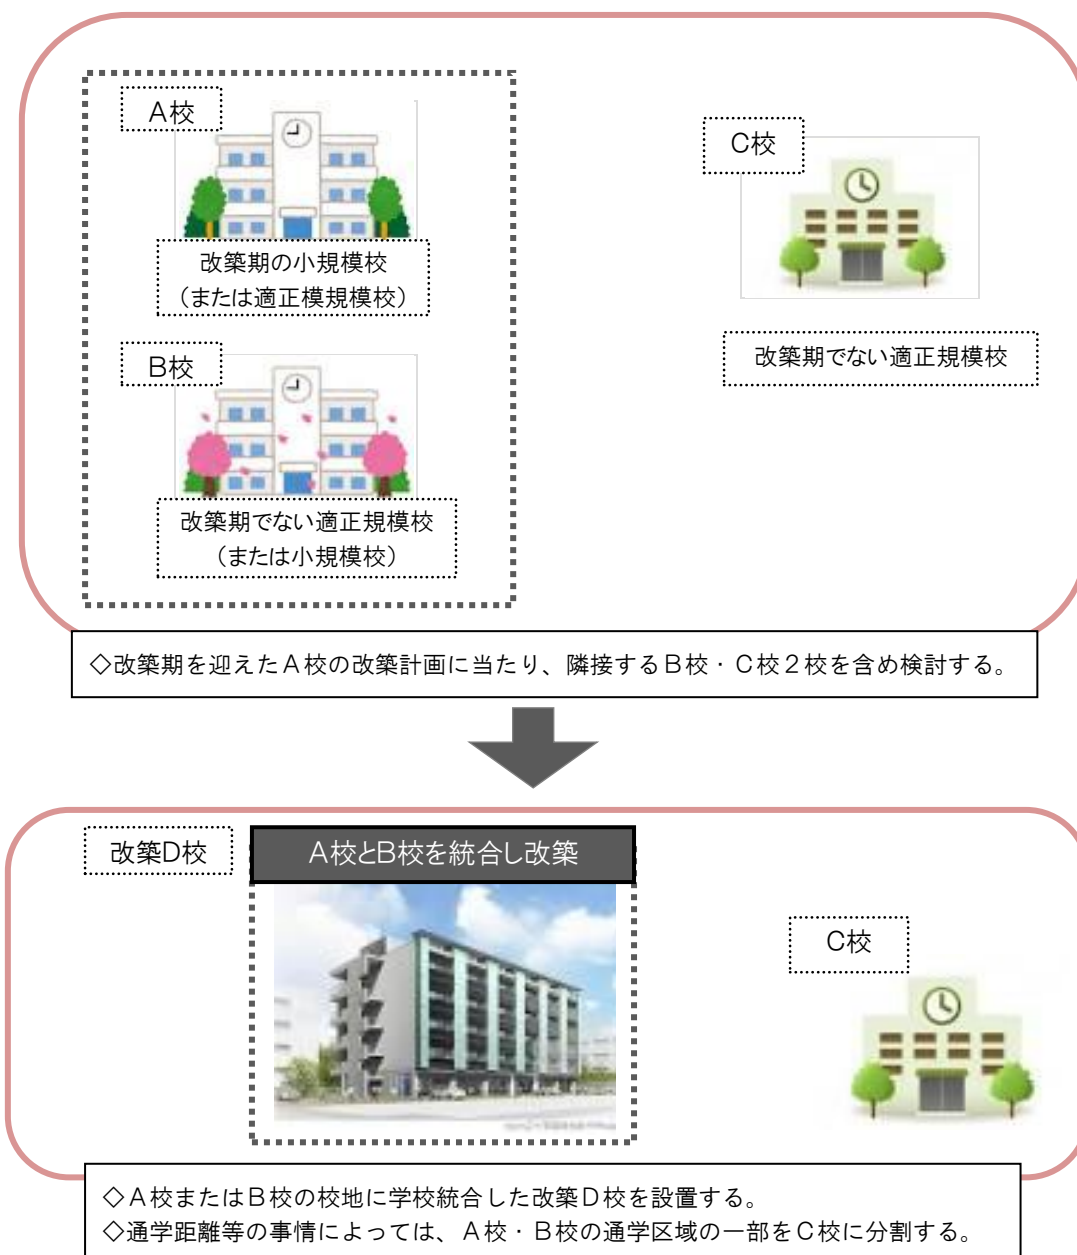 A校
改築期の小規模校
（または適正模規模校）
B校
改築期でない適正規模校
（または小規模校）
C校
改築期でない適正規模校
◇改築期を迎えたA校の改築計画に当たり、隣接するB校・C校２校を含め検討する。
改築D校
A校とB校を統合し改築
C校
◇A校またはB校の校地に学校統合した改築D校を設置する。
◇通学距離等の事情によっては、A校・B校の通学区域の一部をC校に分割する。